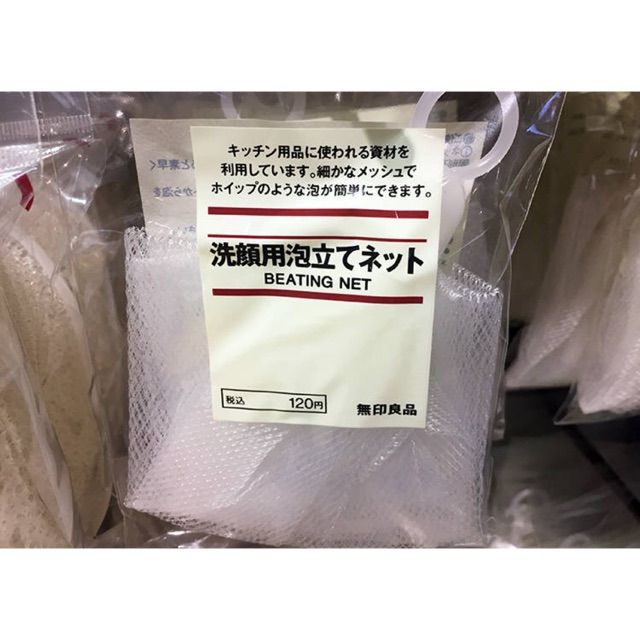 キッチン用品に使われる資材を
利用しています。細かなメッシュで
ホイップのような泡が簡単にできます。
洗顔用泡立てネット
BEATING NET
税込 120円
無印良品